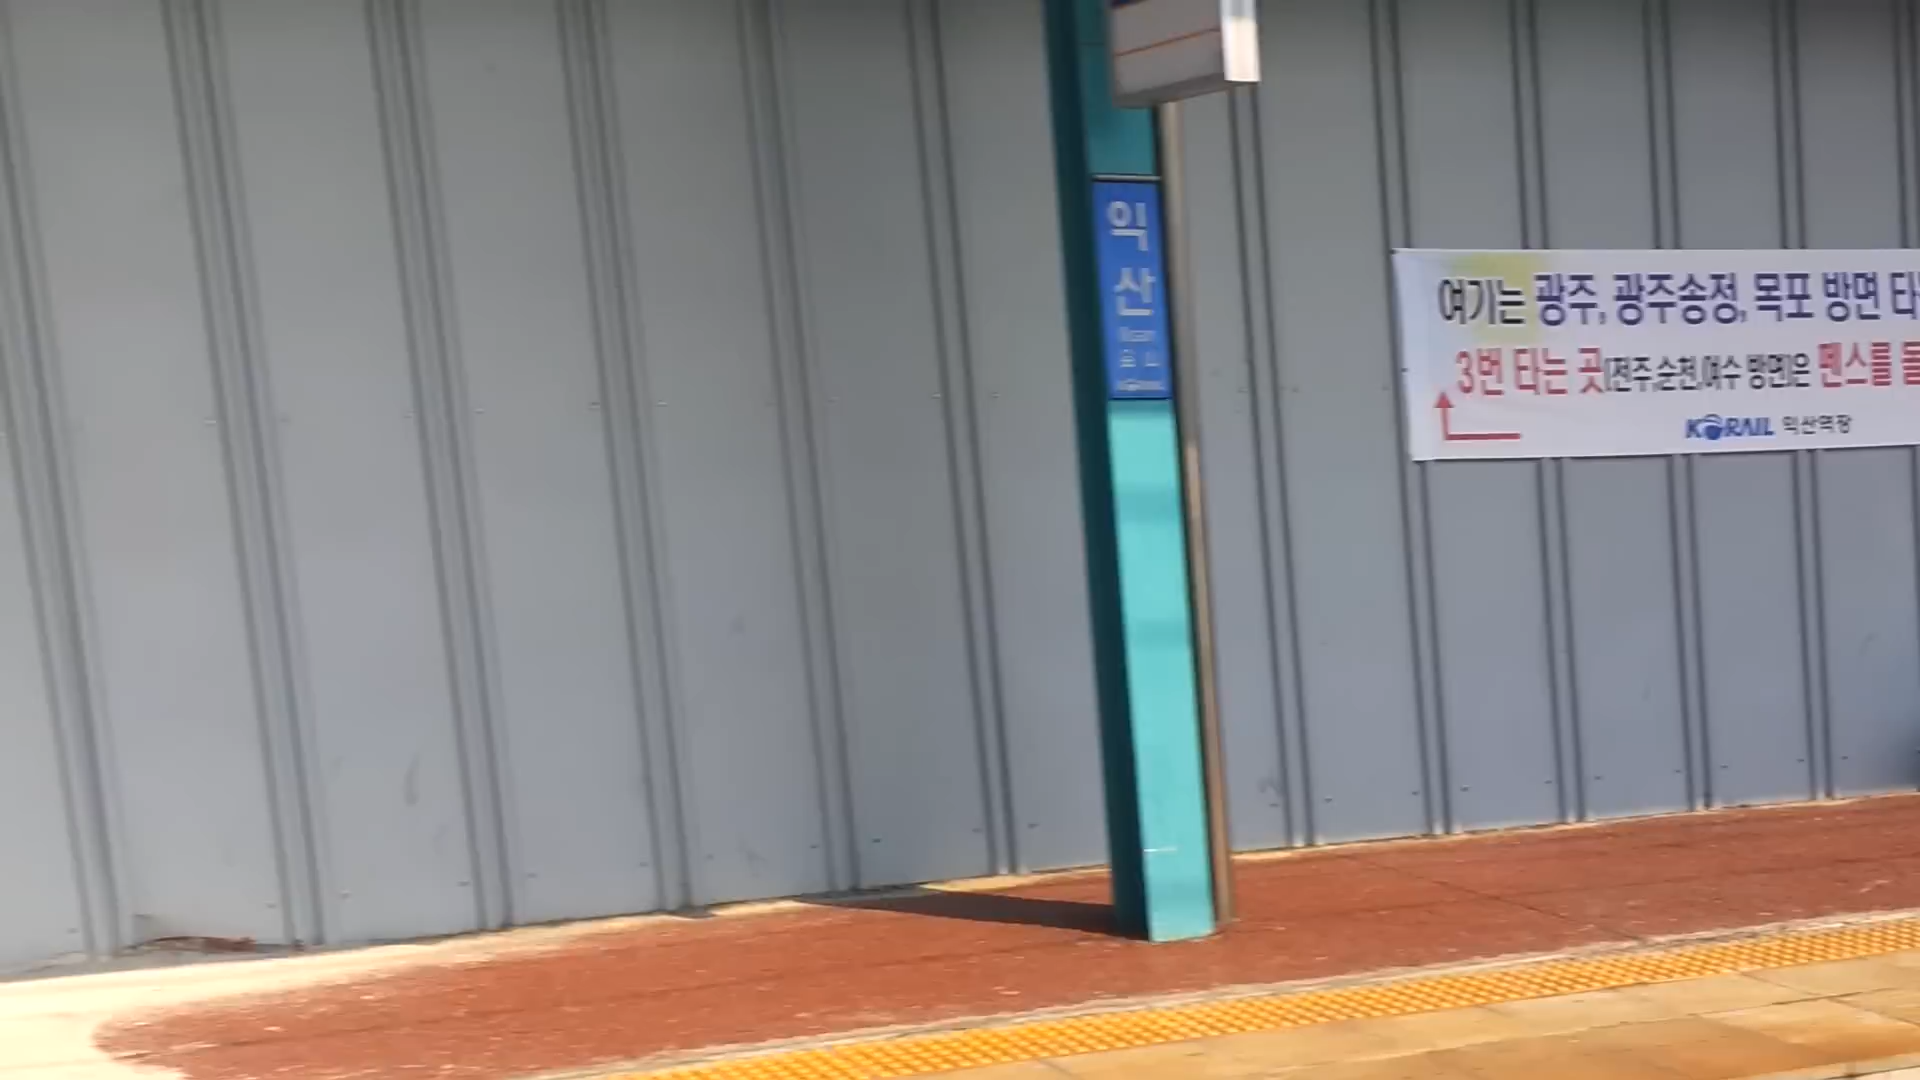 익산
여기는 광주, 광주송정, 목포 방면 타
3번 타는 곳(전주,순천,여수 방면)은 펜스를
KORAIL 익산역장